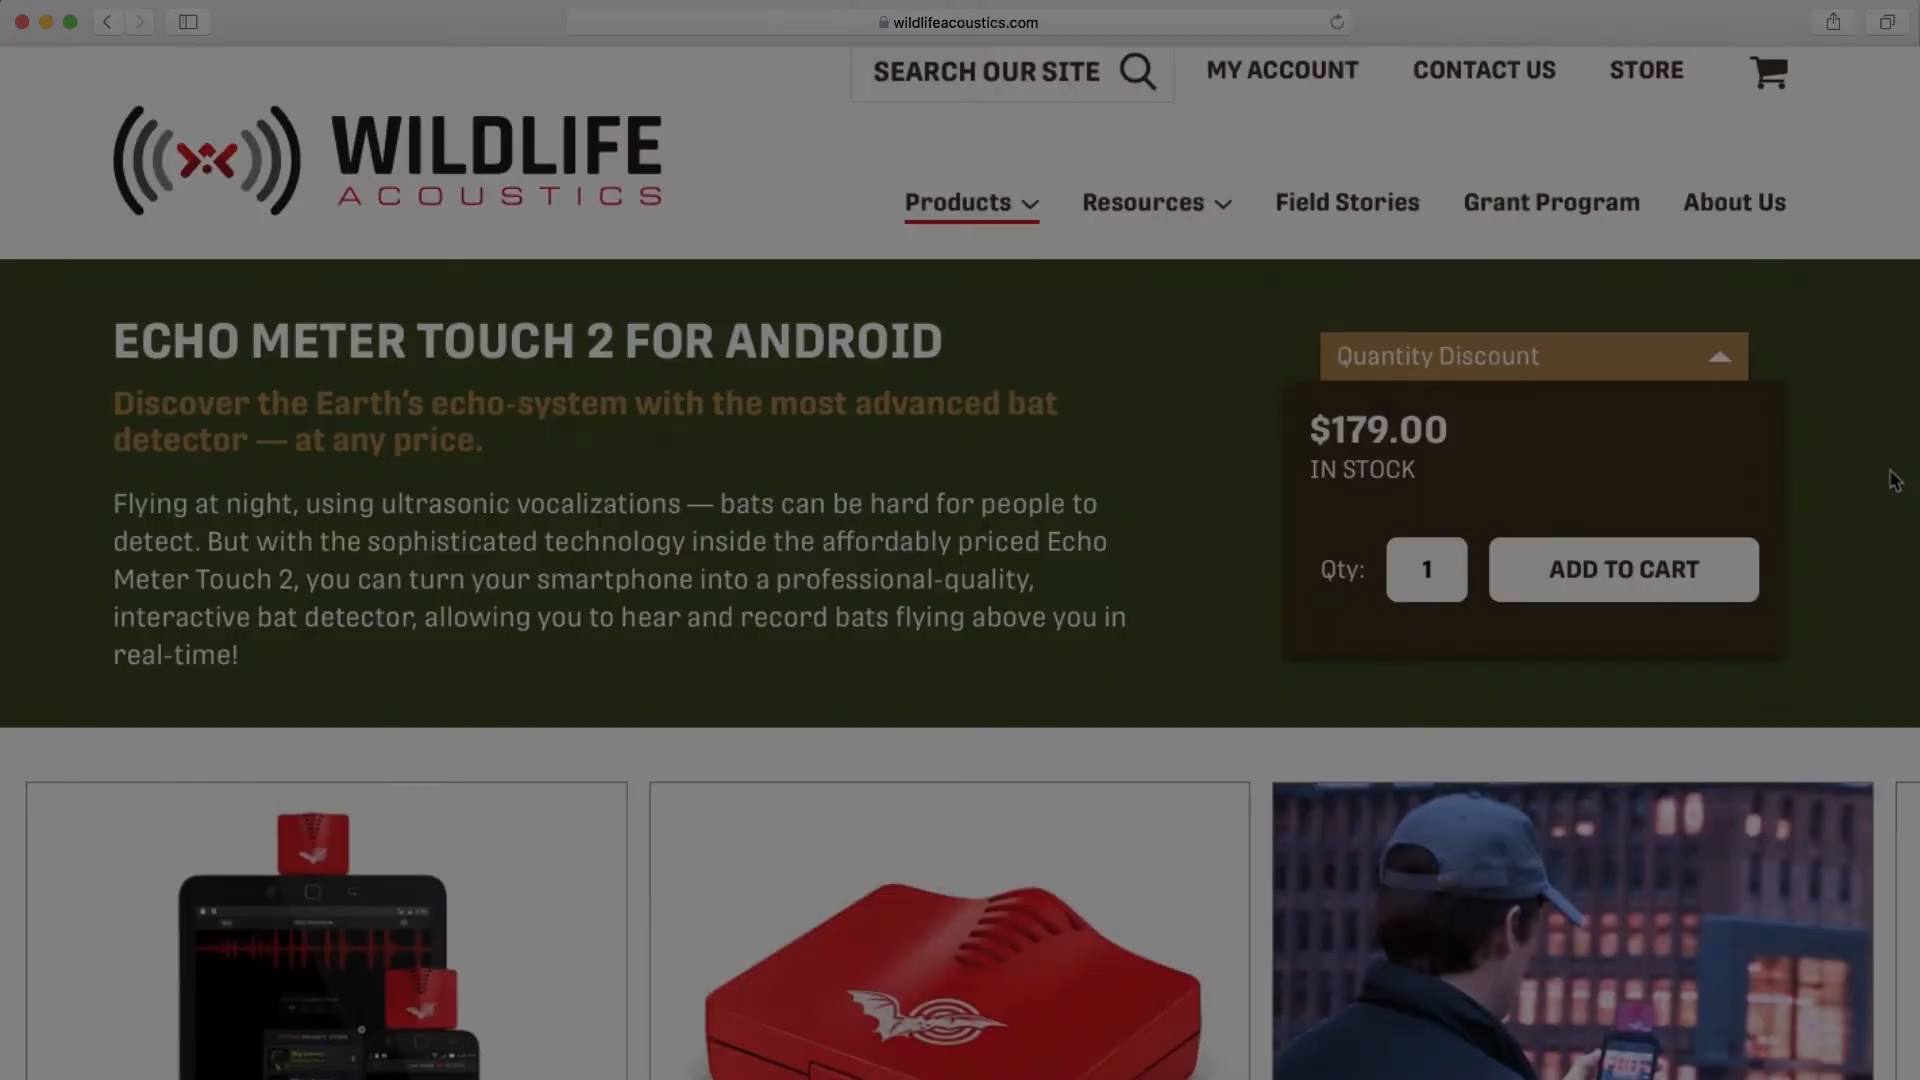 wildlifeacoustics.com
SEARCH OUR SITE
MY ACCOUNT
CONTACT US
STORE
WILDLIFE
ACOUSTICS
Products
Resources
Field Stories
Grant Program
About Us
ECHO METER TOUCH 2 FOR ANDROID
Discover the Earth's echo-system with the most advanced bat
detector — at any price.
Flying at night, using ultrasonic vocalizations — bats can be hard for people to
detect. But with the sophisticated technology inside the affordably priced Echo
Meter Touch 2, you can turn your smartphone into a professional-quality,
interactive bat detector, allowing you to hear and record bats flying above you in
real-time!
Quantity Discount
$179.00
IN STOCK
Qty:
1
ADD TO CART